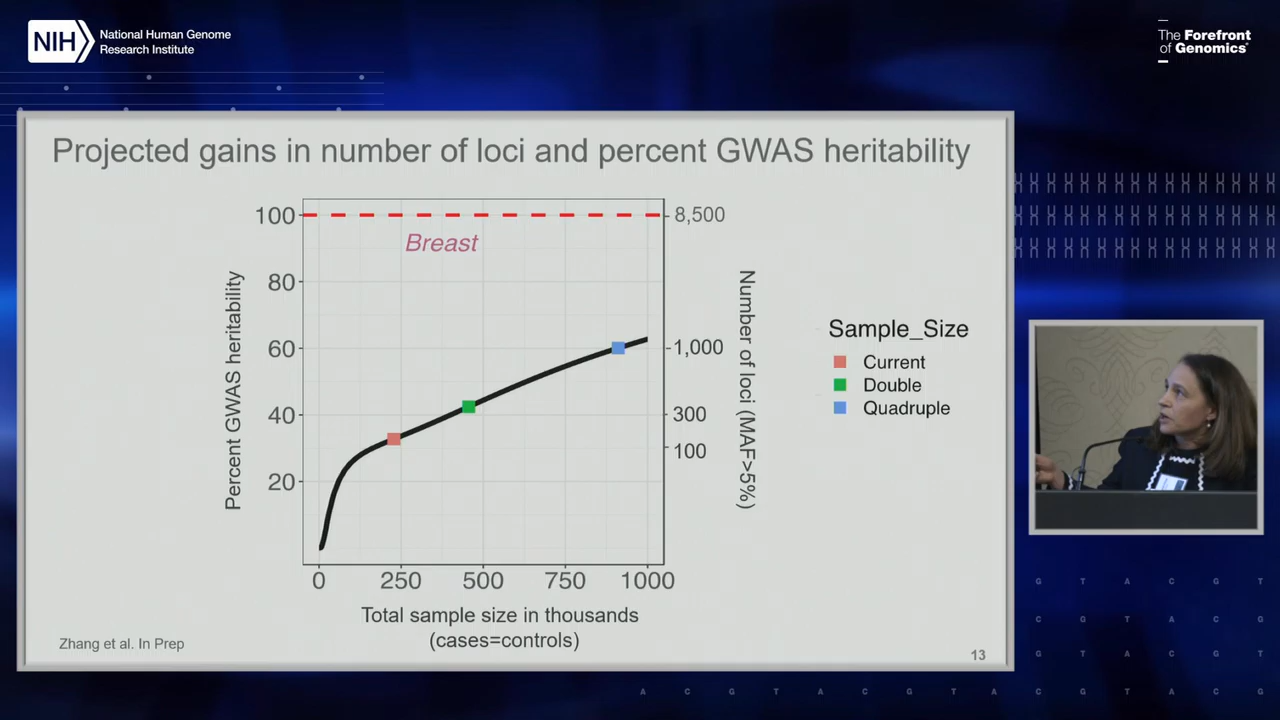 NIH
National Human Genome
Research Institute
The Forefront
of Genomics®
Projected gains in number of loci and percent GWAS heritability
Percent GWAS heritability
100
80
60
40
20
Breast
8,500
1,000
300
100
Number of loci (MAF>5%)
0 250 500 750 1000
Total sample size in thousands
(cases=controls)
Sample_Size
Current
Double
Quadruple
Zhang et al. In Prep
13
G T A C G T
C G T A C G
G T A C G T
A C G T A C G T A C G T A C G